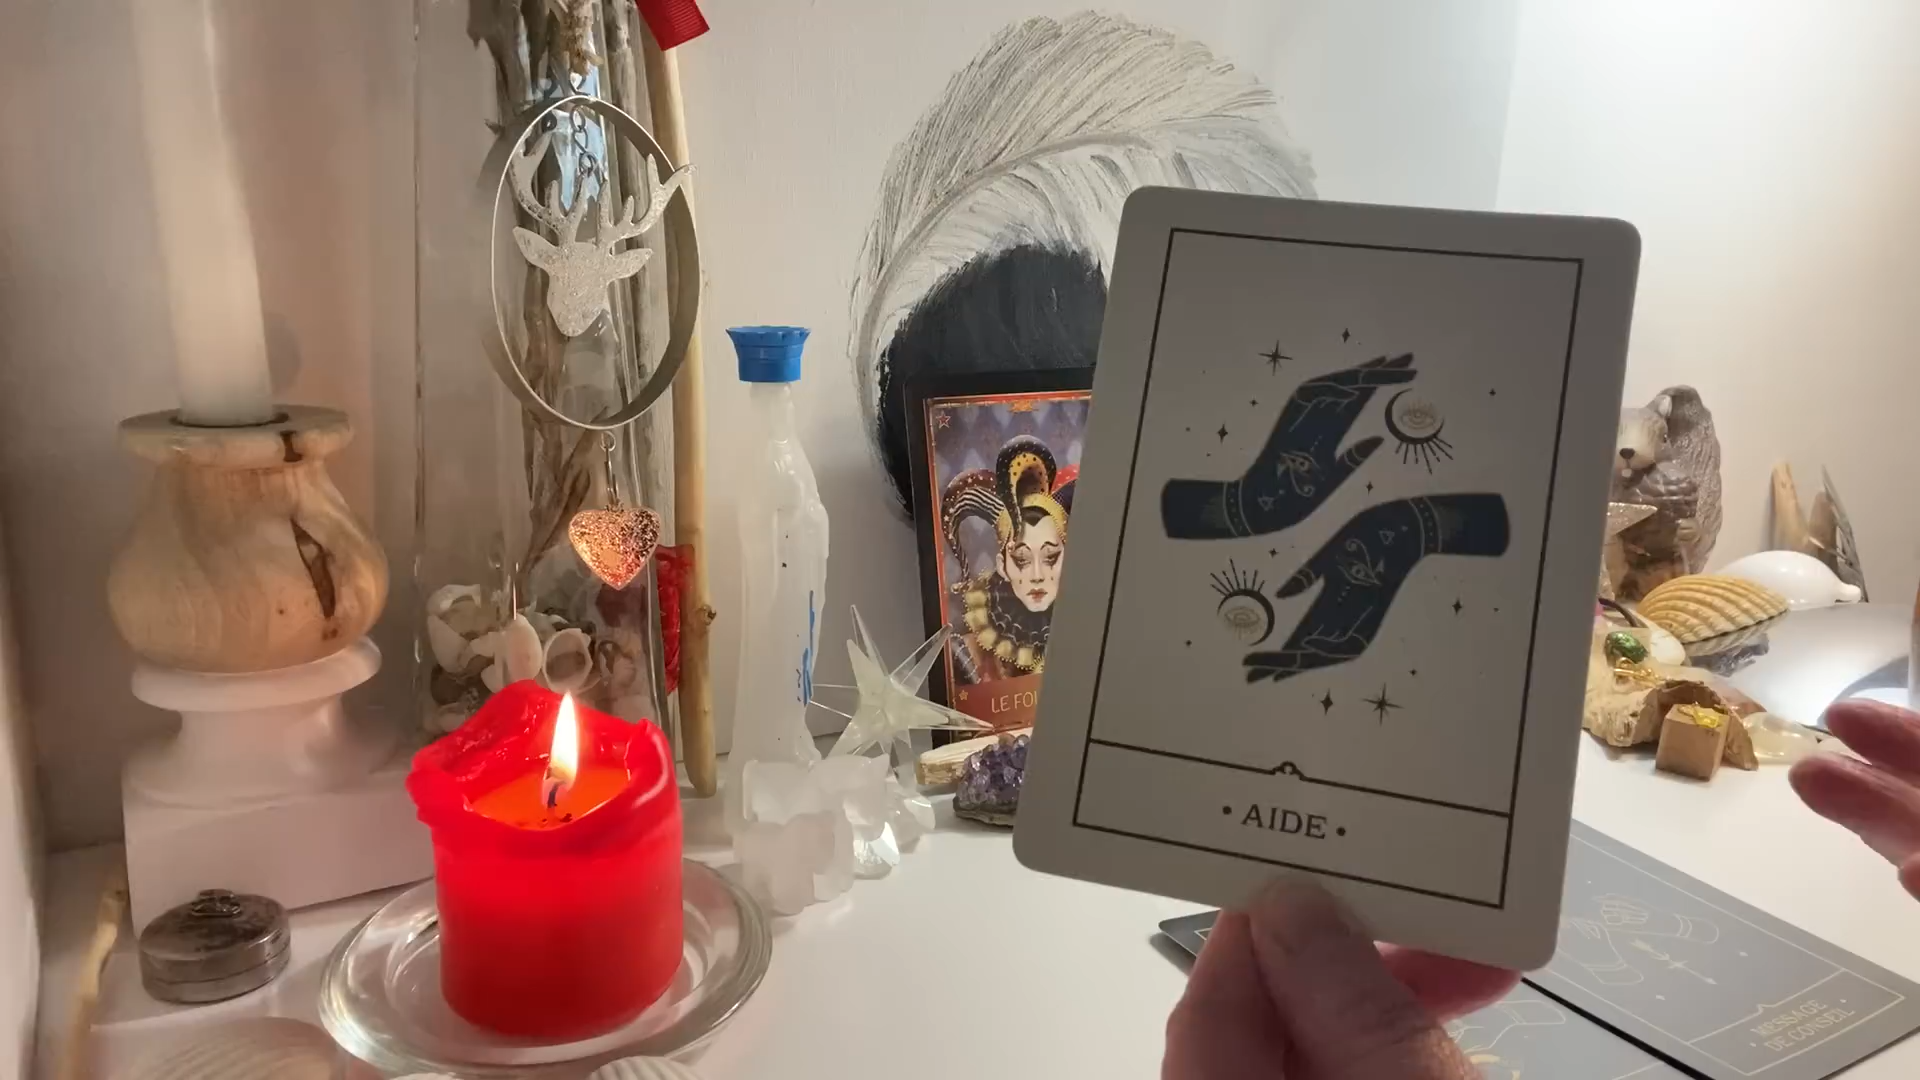 LE FOU
• AIDE •
• MESSAGE
DE CONSEIL •